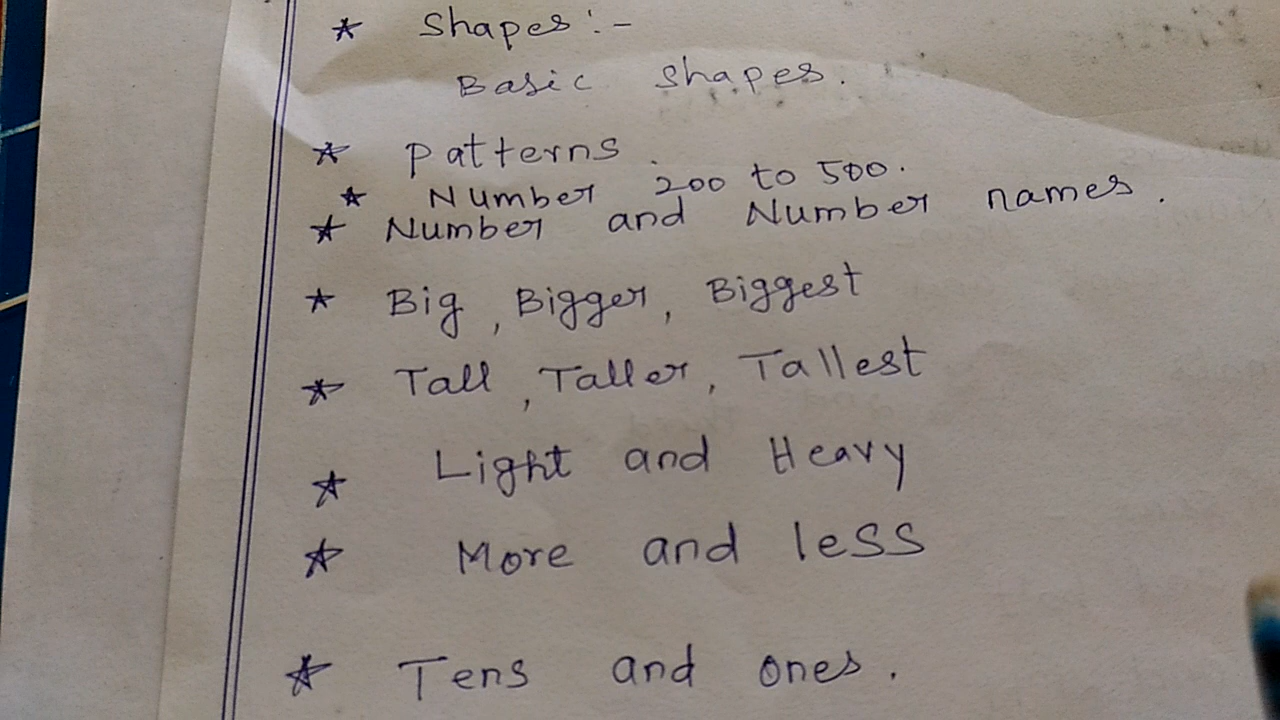 * Shapes :-
Basic shapes.
* patterns.
* Number 200 to 500.
* Number and Number names.
* Big, Bigger, Biggest
* Tall, Taller, Tallest
* Light and Heavy
* More and less
* Tens and ones.